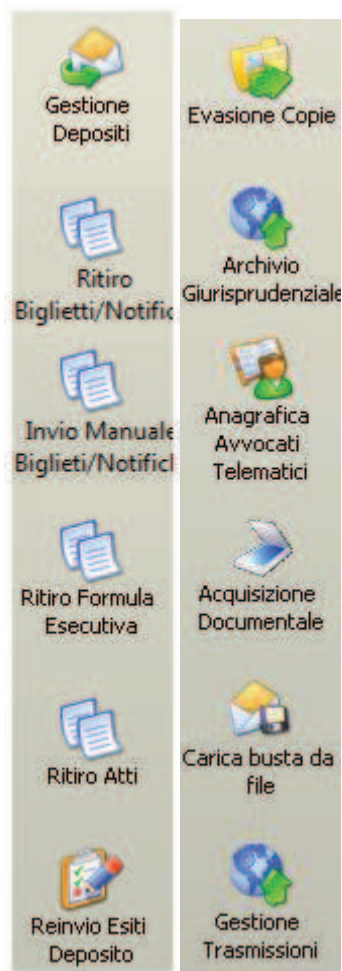 Gestione
Depositi
Ritiro
Biglietti/Notific
Invio Manuale
Biglieti/Notifich
Ritiro Formula
Esecutiva
Ritiro Atti
Reinvio Esiti
Deposito
Evasione Copie
Archivio
Giurisprudenziale
Anagrafica
Avvocati
Telematici
Acquisizione
Documentale
Carica busta da
file
Gestione
Trasmissioni